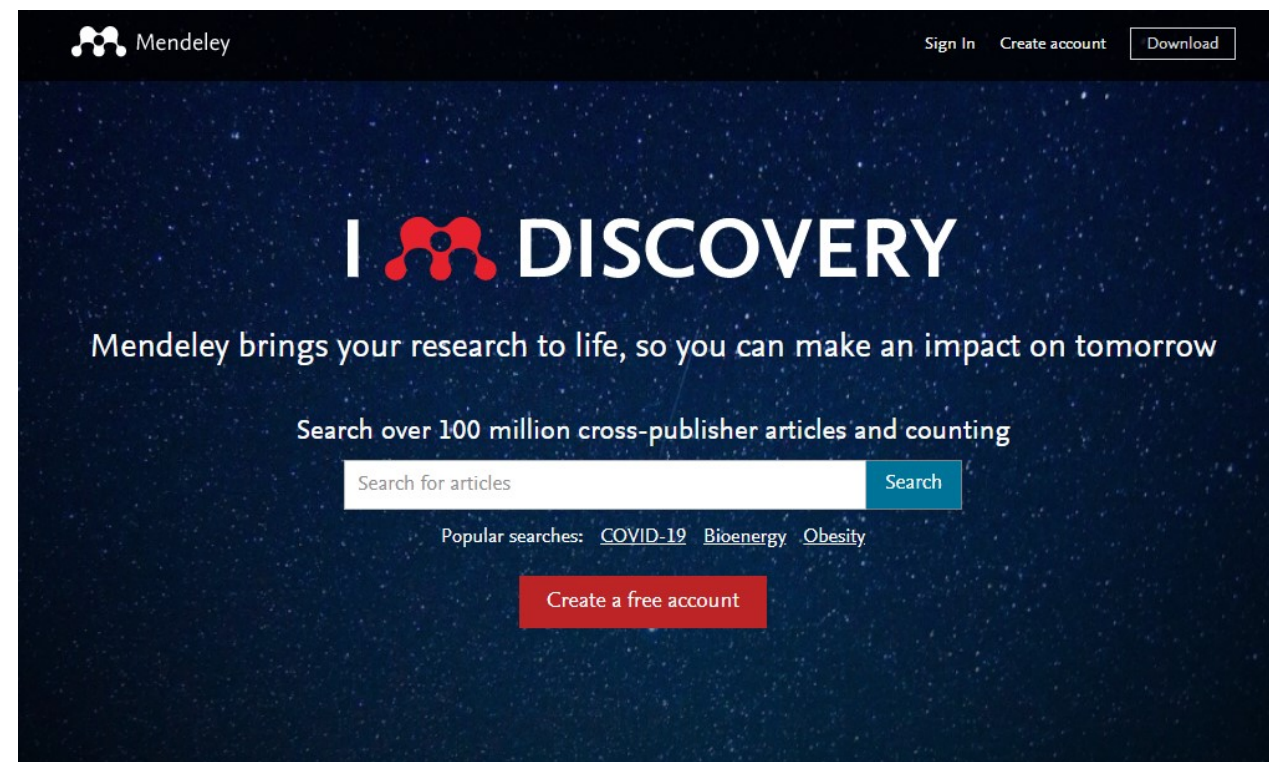 Mendeley Sign In Create account Download
I DISCOVERY
Mendeley brings your research to life, so you can make an impact on tomorrow
Search over 100 million cross-publisher articles and counting
Search for articles Search
Popular searches: COVID-19 Bioenergy Obesity
Create a free account